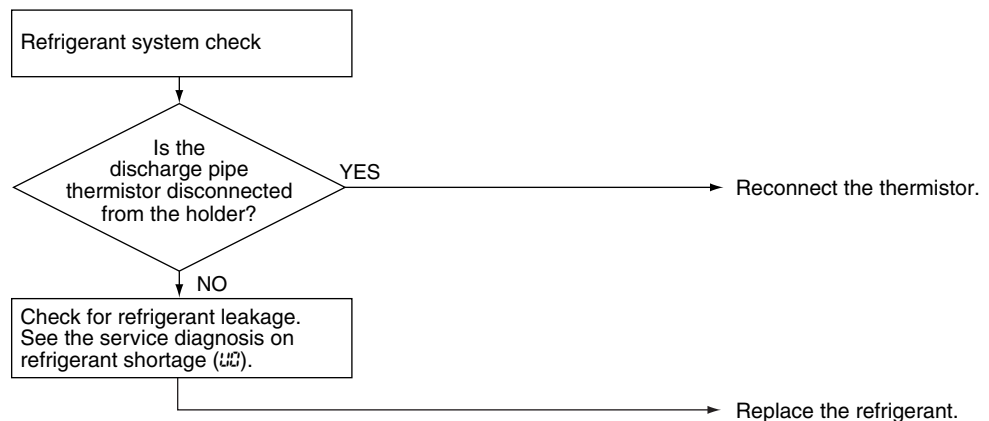 Refrigerant system check
Is the
discharge pipe
thermistor disconnected
from the holder?
YES
Reconnect the thermistor.
NO
Check for refrigerant leakage.
See the service diagnosis on
refrigerant shortage (U0).
Replace the refrigerant.